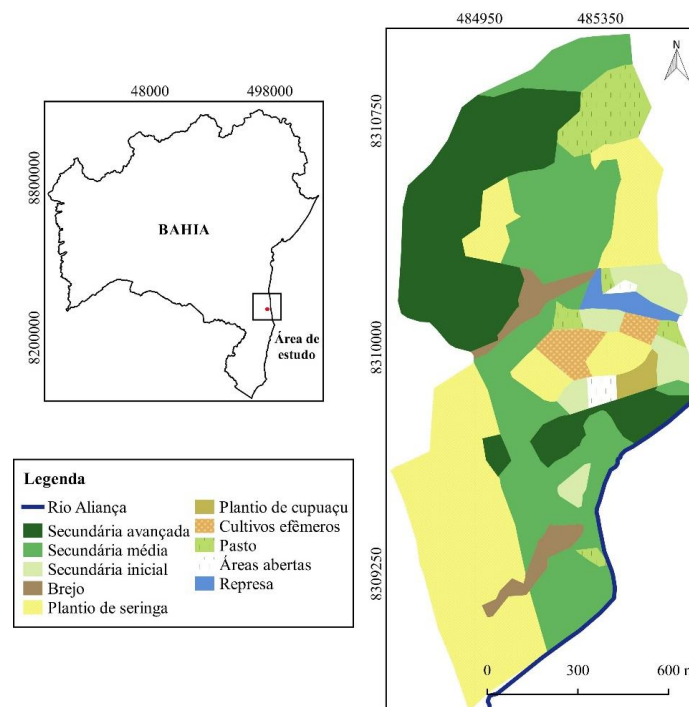 484950 485350
N
48000 498000
8310750
8800000
BAHIA
8200000
Área de
estudo
8310000
Legenda
Rio Aliança
Secundária avançada
Secundária média
Secundária inicial
Brejo
Plantio de seringa
Plantio de cupuaçu
Cultivos efêmeros
Pasto
Áreas abertas
Represa
8309250
0 300 600 m